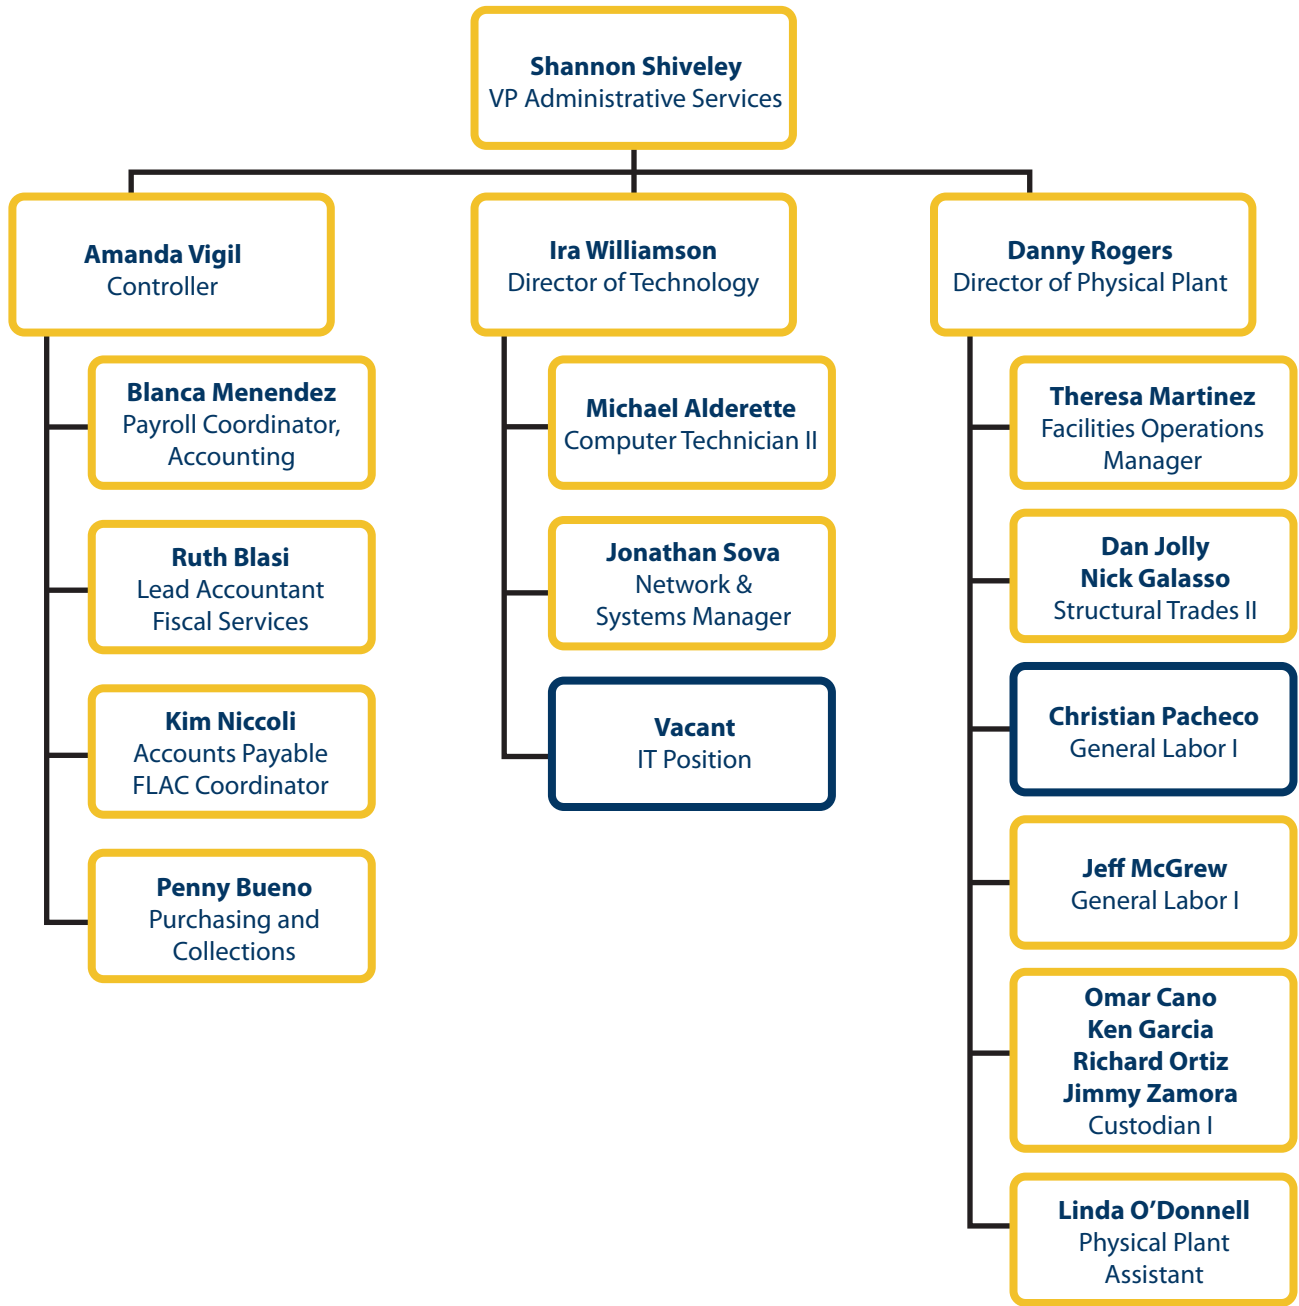 Shannon Shiveley
VP Administrative Services
Amanda Vigil
Controller
Blanca Menendez
Payroll Coordinator,
Accounting
Ruth Blasi
Lead Accountant
Fiscal Services
Kim Niccoli
Accounts Payable
FLAC Coordinator
Penny Bueno
Purchasing and
Collections
Ira Williamson
Director of Technology
Michael Alderette
Computer Technician II
Jonathan Sova
Network &
Systems Manager
Vacant
IT Position
Danny Rogers
Director of Physical Plant
Theresa Martinez
Facilities Operations
Manager
Dan Jolly
Nick Galasso
Structural Trades II
Christian Pacheco
General Labor I
Jeff McGrew
General Labor I
Omar Cano
Ken Garcia
Richard Ortiz
Jimmy Zamora
Custodian I
Linda O’Donnell
Physical Plant
Assistant